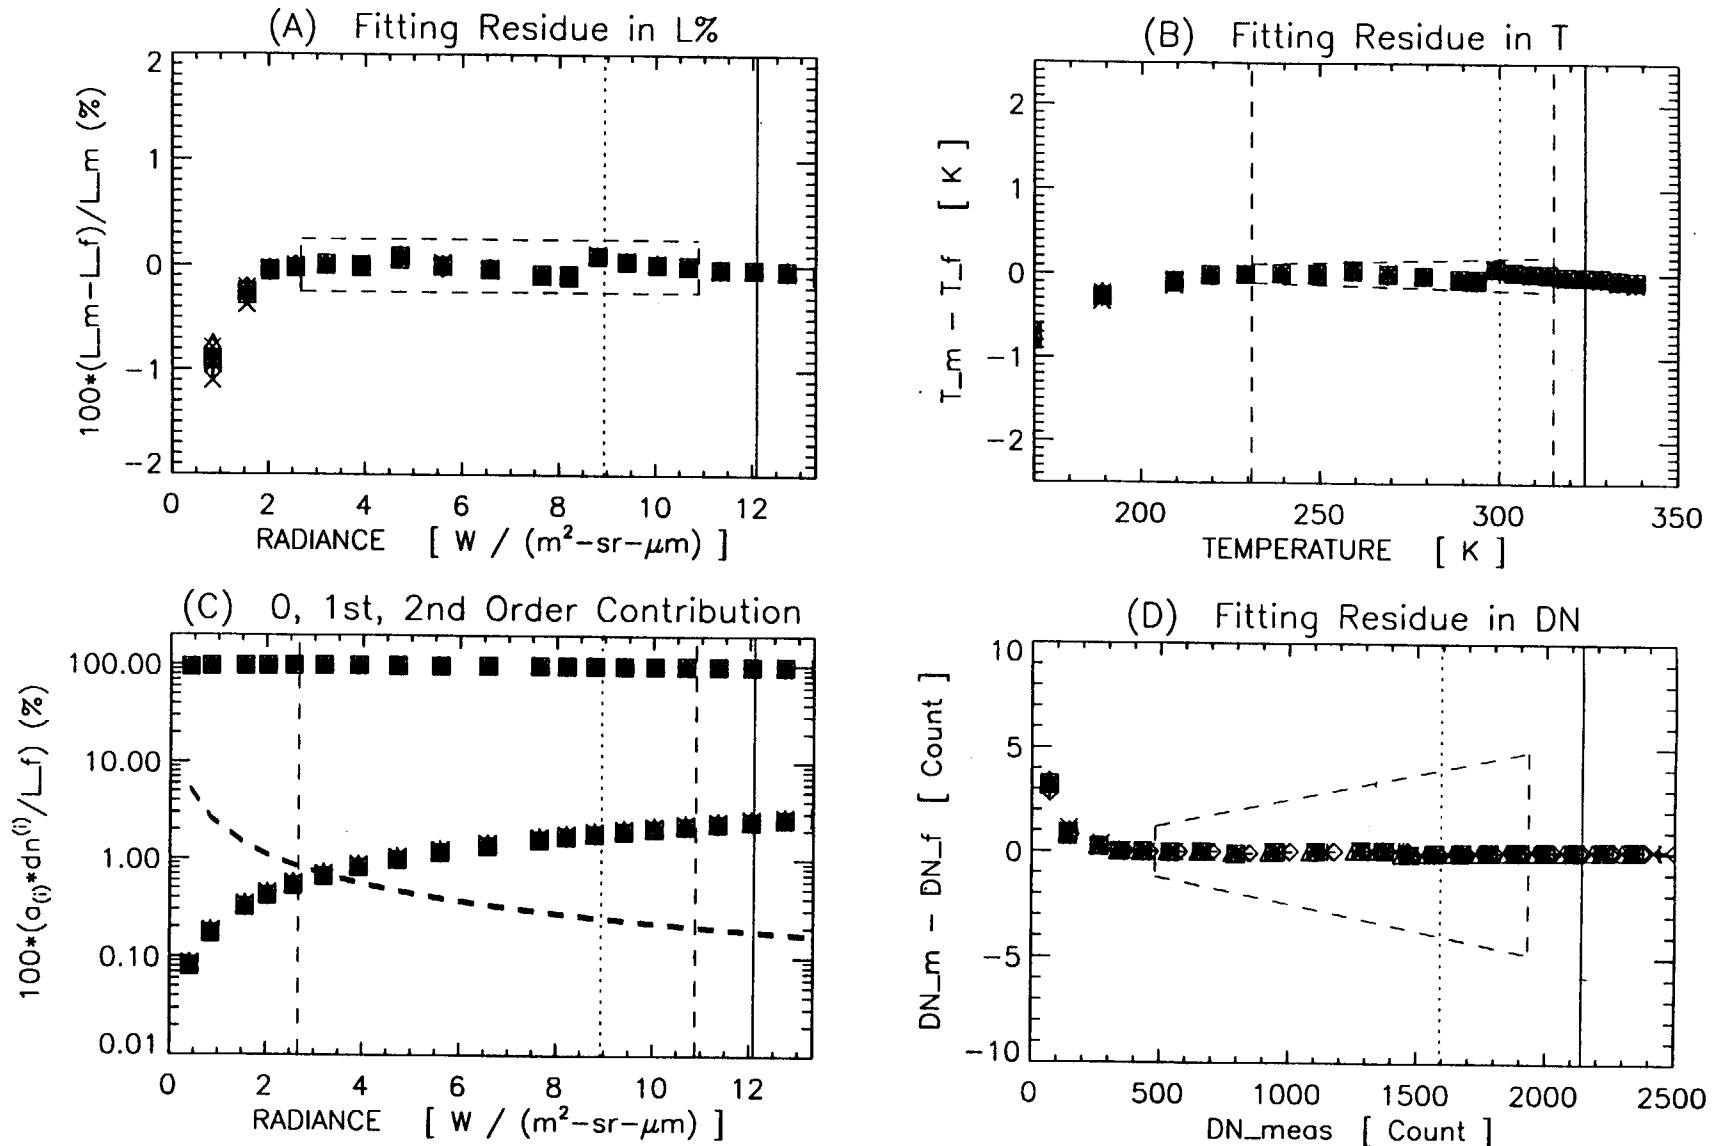 (A) Fitting Residue in L%
100*(L_m−L_f)/L_m (%)
2
1
0
−1
−2
0 2 4 6 8 10 12
RADIANCE [ W / (m²−sr−μm) ]
(B) Fitting Residue in T
T_m − T_f [ K ]
2
1
0
−1
−2
200 250 300 350
TEMPERATURE [ K ]
(C) 0, 1st, 2nd Order Contribution
100*(a(i)*dn(i)/L_f) (%)
100.00
10.00
1.00
0.10
0.01
0 2 4 6 8 10 12
RADIANCE [ W / (m²−sr−μm) ]
(D) Fitting Residue in DN
DN_m − DN_f [ Count ]
10
5
0
−5
−10
0 500 1000 1500 2000 2500
DN_meas [ Count ]